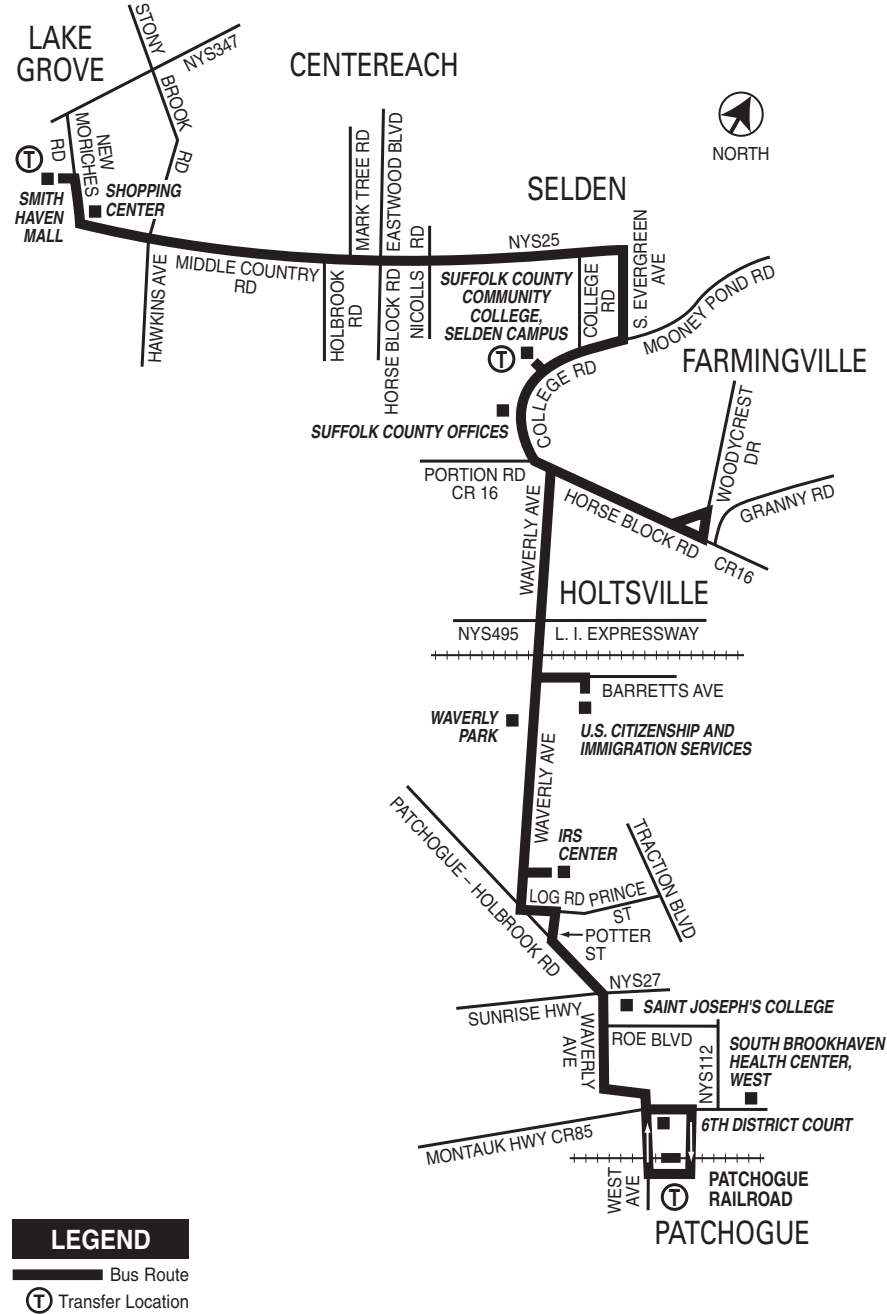 LAKE
GROVE
STONY
BROOK
RD
NYS347
CENTEREACH
NORTH
NEW
MORICHES
RD
T
SMITH
HAVEN
MALL
SHOPPING
CENTER
MARK TREE RD
EASTWOOD BLVD
SELDEN
NYS25
S. EVERGREEN
AVE
HAWKINS AVE
MIDDLE COUNTRY
RD
HOLBROOK
RD
HORSE BLOCK RD
NICOLLS
RD
SUFFOLK COUNTY
COMMUNITY
COLLEGE,
SELDEN CAMPUS
T
COLLEGE
RD
MOONEY POND RD
FARMINGVILLE
COLLEGE RD
SUFFOLK COUNTY OFFICES
WOODYCREST
DR
PORTION RD
CR 16
HORSE BLOCK RD
GRANNY RD
CR16
WAVERLY AVE
HOLTSVILLE
NYS495
L. I. EXPRESSWAY
BARRETTS AVE
WAVERLY
PARK
U.S. CITIZENSHIP AND
IMMIGRATION SERVICES
WAVERLY AVE
PATCHOGUE – HOLBROOK RD
IRS
CENTER
TRACTION BLVD
LOG RD
PRINCE
ST
POTTER
ST
NYS27
SUNRISE HWY
SAINT JOSEPH'S COLLEGE
WAVERLY
AVE
ROE BLVD
NYS112
SOUTH BROOKHAVEN
HEALTH CENTER,
WEST
6TH DISTRICT COURT
MONTAUK HWY CR85
WEST
AVE
T
PATCHOGUE
RAILROAD
PATCHOGUE
LEGEND
Bus Route
T Transfer Location